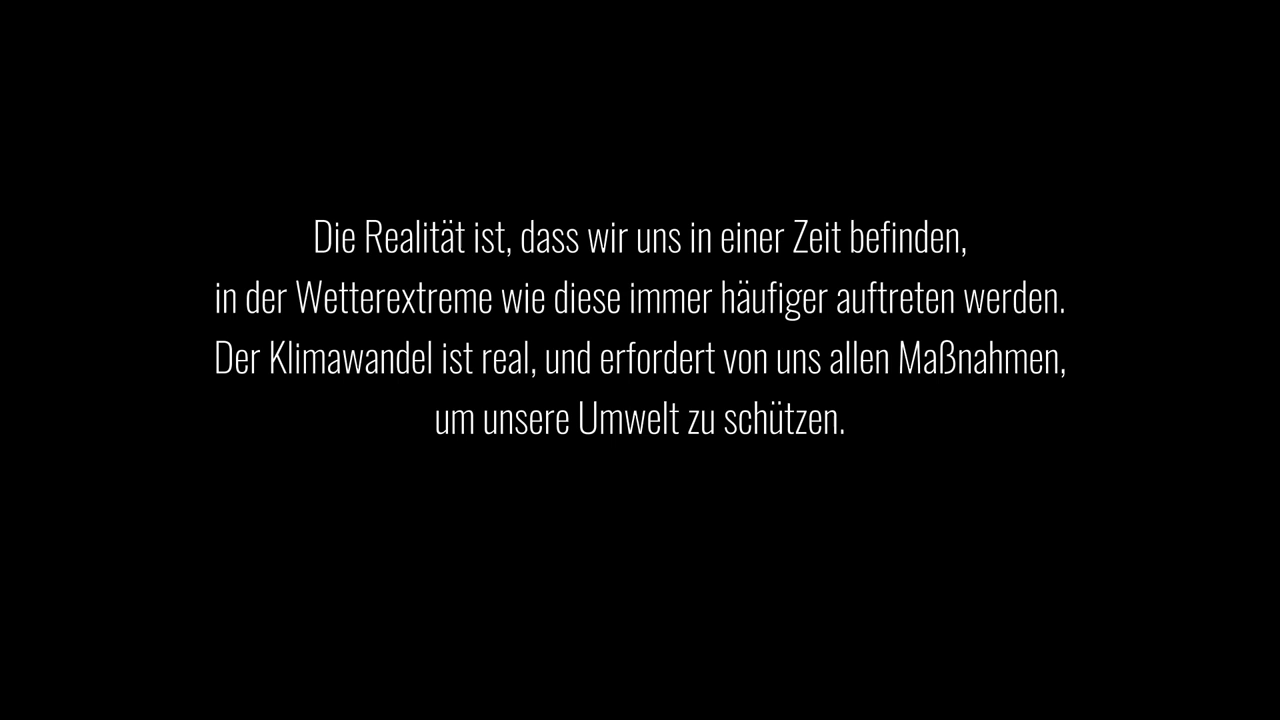 Die Realität ist, dass wir uns in einer Zeit befinden,
in der Wetterextreme wie diese immer häufiger auftreten werden.
Der Klimawandel ist real, und erfordert von uns allen Maßnahmen,
um unsere Umwelt zu schützen.